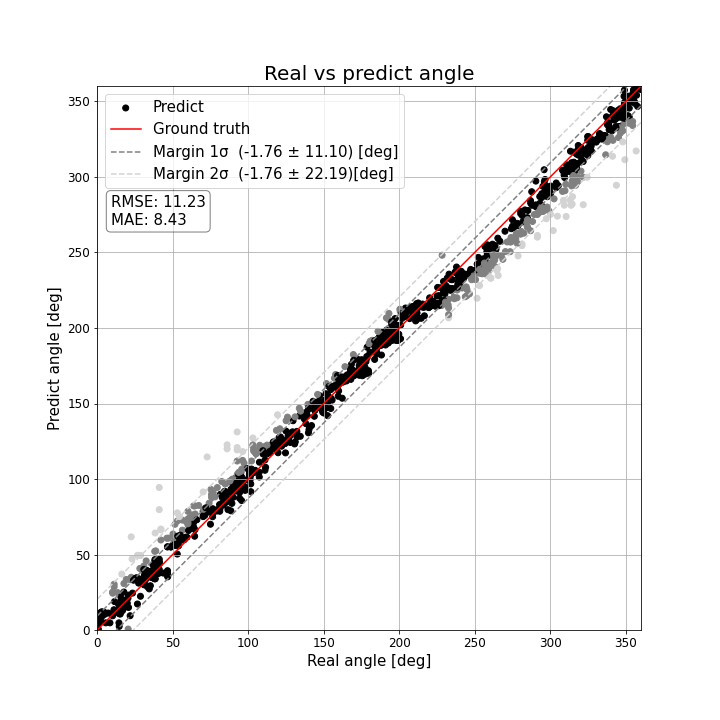 Real vs predict angle
Predict
Ground truth
Margin 1σ (-1.76 ± 11.10) [deg]
Margin 2σ (-1.76 ± 22.19)[deg]
RMSE: 11.23
MAE: 8.43
Predict angle [deg]
350
300
250
200
150
100
50
0
0 50 100 150 200 250 300 350
Real angle [deg]